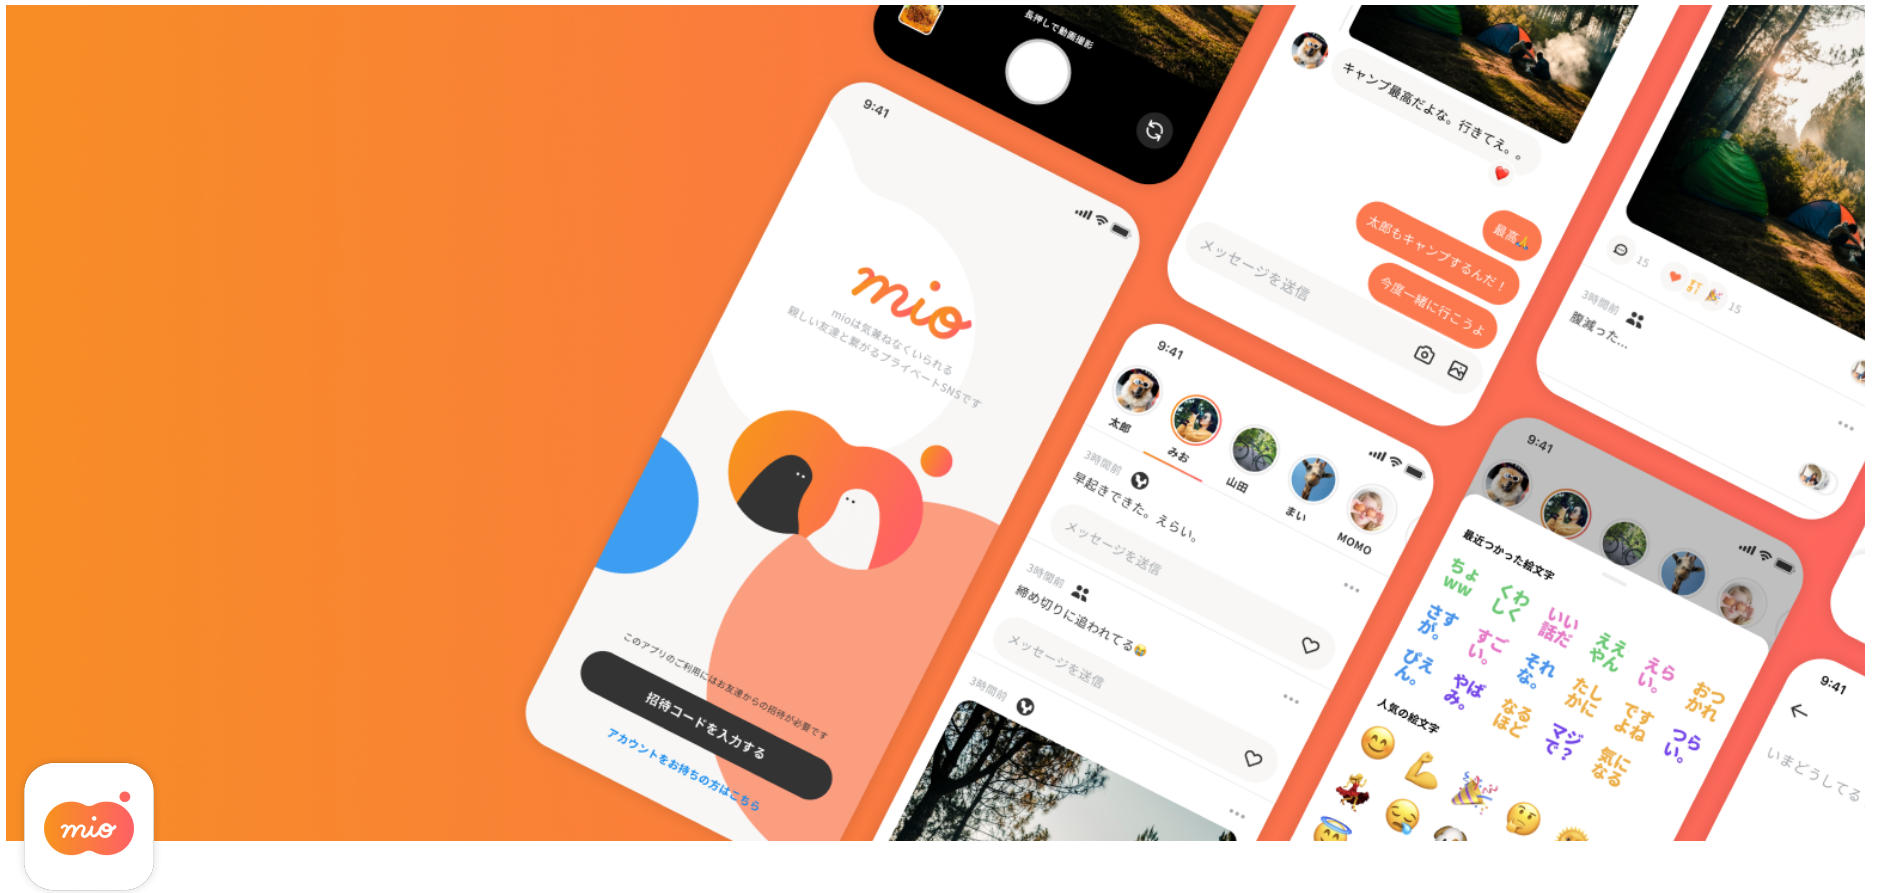 長押しで動画撮影
9:41
mio
mioは気兼ねなくいられる
親しい友達と繋がるプライベートSNSです
このアプリのご利用にはお友達からの招待が必要です
招待コードを入力する
アカウントをお持ちの方はこちら
キャンプ最高だよな。行きてえ。。
最高🙏
太郎もキャンプするんだ！
今度一緒に行こうよ
メッセージを送信
15
15
3時間前
腹減った...
9:41
太郎
みお
山田
まい
MOMO
3時間前
早起きできた。えらい。
メッセージを送信
3時間前
締め切りに追われてる😭
メッセージを送信
3時間前
9:41
最近つかった絵文字
ちょ
ww
くわ
しく
いい
話だ
ええ
やん
えら
い。
おつ
かれ
さす
が。
すご
い。
それ
な。
たし
かに
です
よね
つら
い。
ぴえ
ん。
やば
み。
なる
ほど
マジ
で?
気に
なる
人気の絵文字
9:41
いまどうしてる
mio